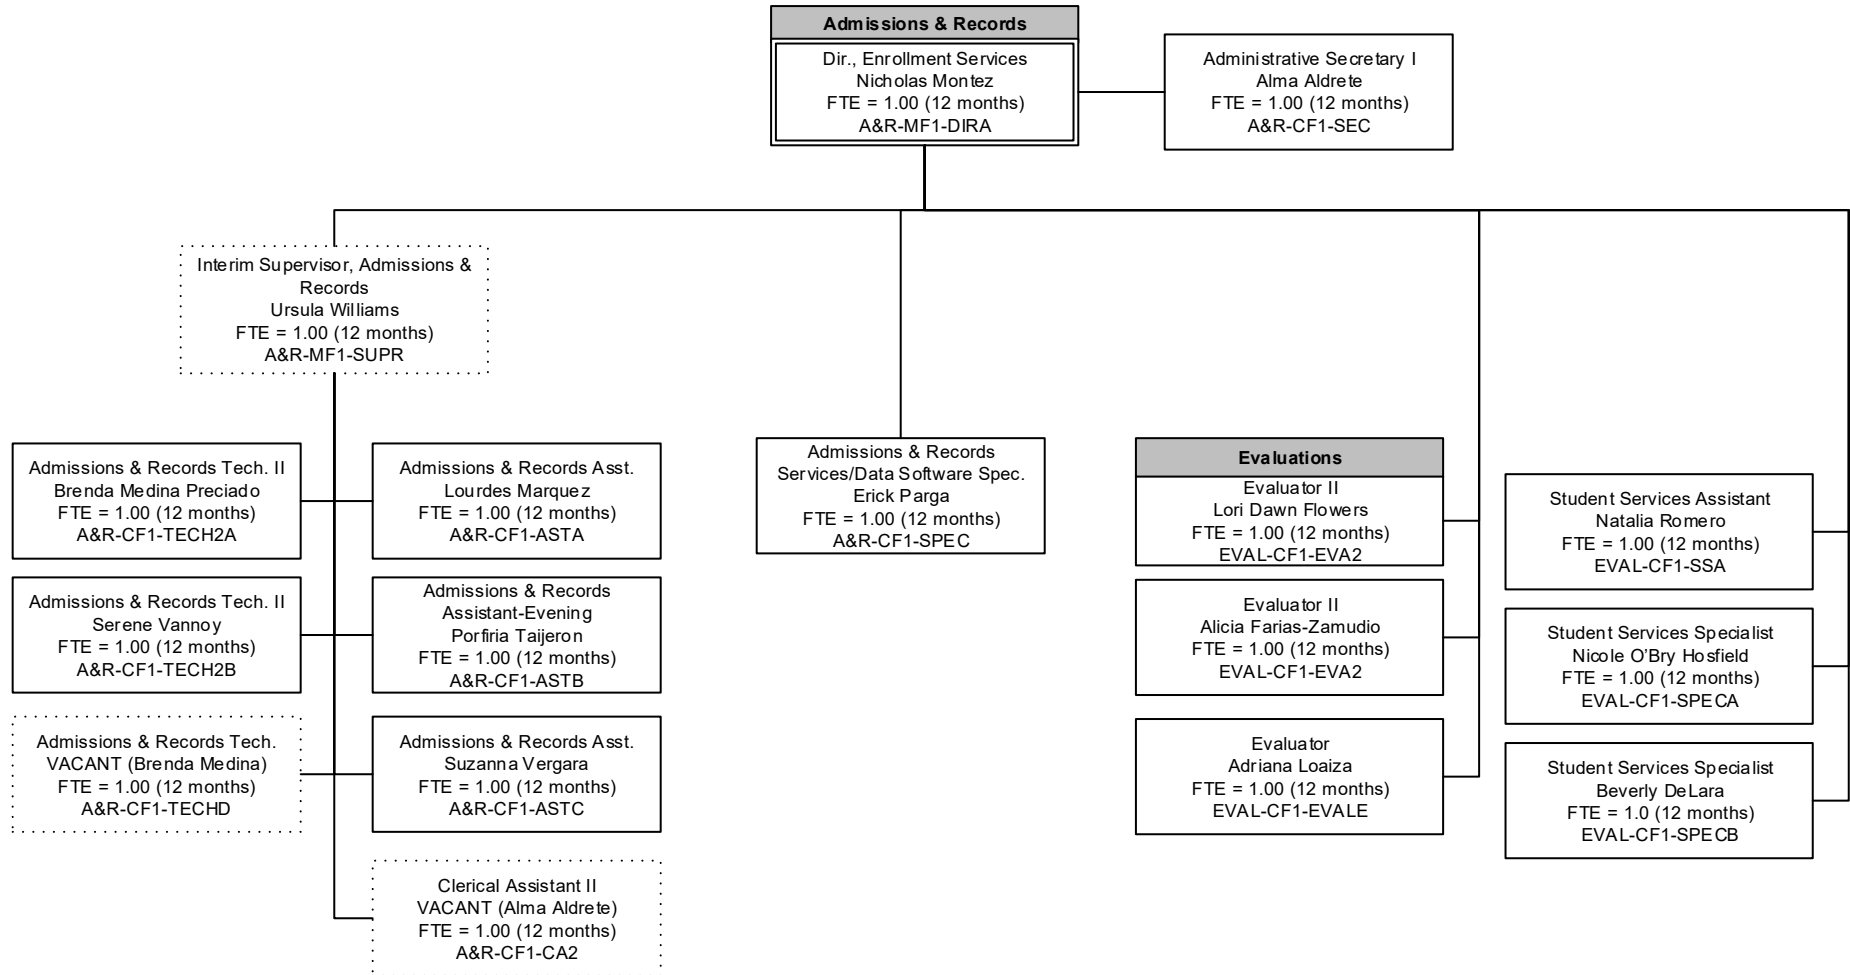 Admissions & Records
Dir., Enrollment Services
Nicholas Montez
FTE = 1.00 (12 months)
A&R-MF1-DIRA
Administrative Secretary I
Alma Aldrete
FTE = 1.00 (12 months)
A&R-CF1-SEC
Interim Supervisor, Admissions &
Records
Ursula Williams
FTE = 1.00 (12 months)
A&R-MF1-SUPR
Admissions & Records Tech. II
Brenda Medina Preciado
FTE = 1.00 (12 months)
A&R-CF1-TECH2A
Admissions & Records Asst.
Lourdes Marquez
FTE = 1.00 (12 months)
A&R-CF1-ASTA
Admissions & Records Tech. II
Serene Vannoy
FTE = 1.00 (12 months)
A&R-CF1-TECH2B
Admissions & Records
Assistant-Evening
Porfiria Taijeron
FTE = 1.00 (12 months)
A&R-CF1-ASTB
Admissions & Records Tech.
VACANT (Brenda Medina)
FTE = 1.00 (12 months)
A&R-CF1-TECHD
Admissions & Records Asst.
Suzanna Vergara
FTE = 1.00 (12 months)
A&R-CF1-ASTC
Clerical Assistant II
VACANT (Alma Aldrete)
FTE = 1.00 (12 months)
A&R-CF1-CA2
Admissions & Records
Services/Data Software Spec.
Erick Parga
FTE = 1.00 (12 months)
A&R-CF1-SPEC
Evaluations
Evaluator II
Lori Dawn Flowers
FTE = 1.00 (12 months)
EVAL-CF1-EVA2
Evaluator II
Alicia Farias-Zamudio
FTE = 1.00 (12 months)
EVAL-CF1-EVA2
Evaluator
Adriana Loaiza
FTE = 1.00 (12 months)
EVAL-CF1-EVALE
Student Services Assistant
Natalia Romero
FTE = 1.00 (12 months)
EVAL-CF1-SSA
Student Services Specialist
Nicole O’Bry Hosfield
FTE = 1.00 (12 months)
EVAL-CF1-SPECA
Student Services Specialist
Beverly DeLara
FTE = 1.0 (12 months)
EVAL-CF1-SPECB